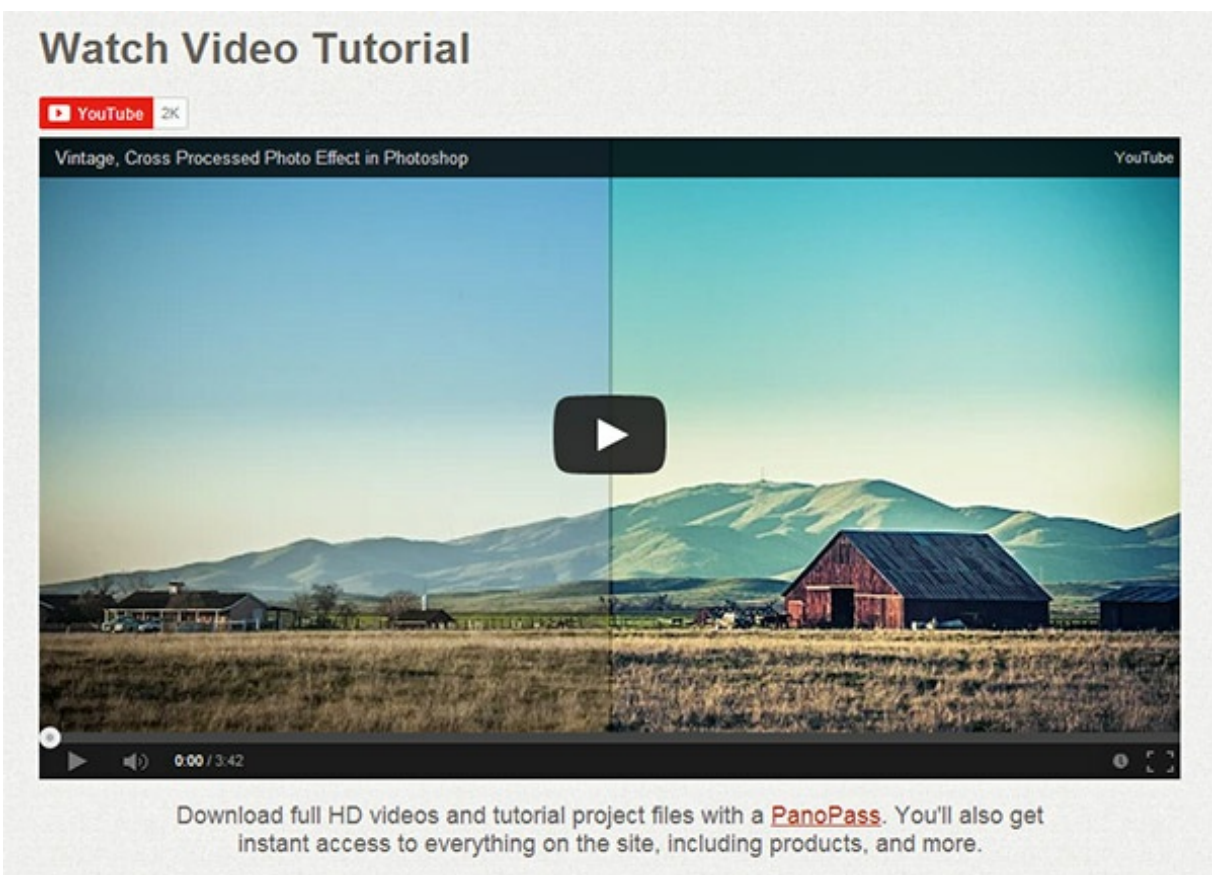 Watch Video Tutorial
YouTube 2K
Vintage, Cross Processed Photo Effect in Photoshop YouTube
0:00 / 3:42
Download full HD videos and tutorial project files with a PanoPass. You'll also get
instant access to everything on the site, including products, and more.